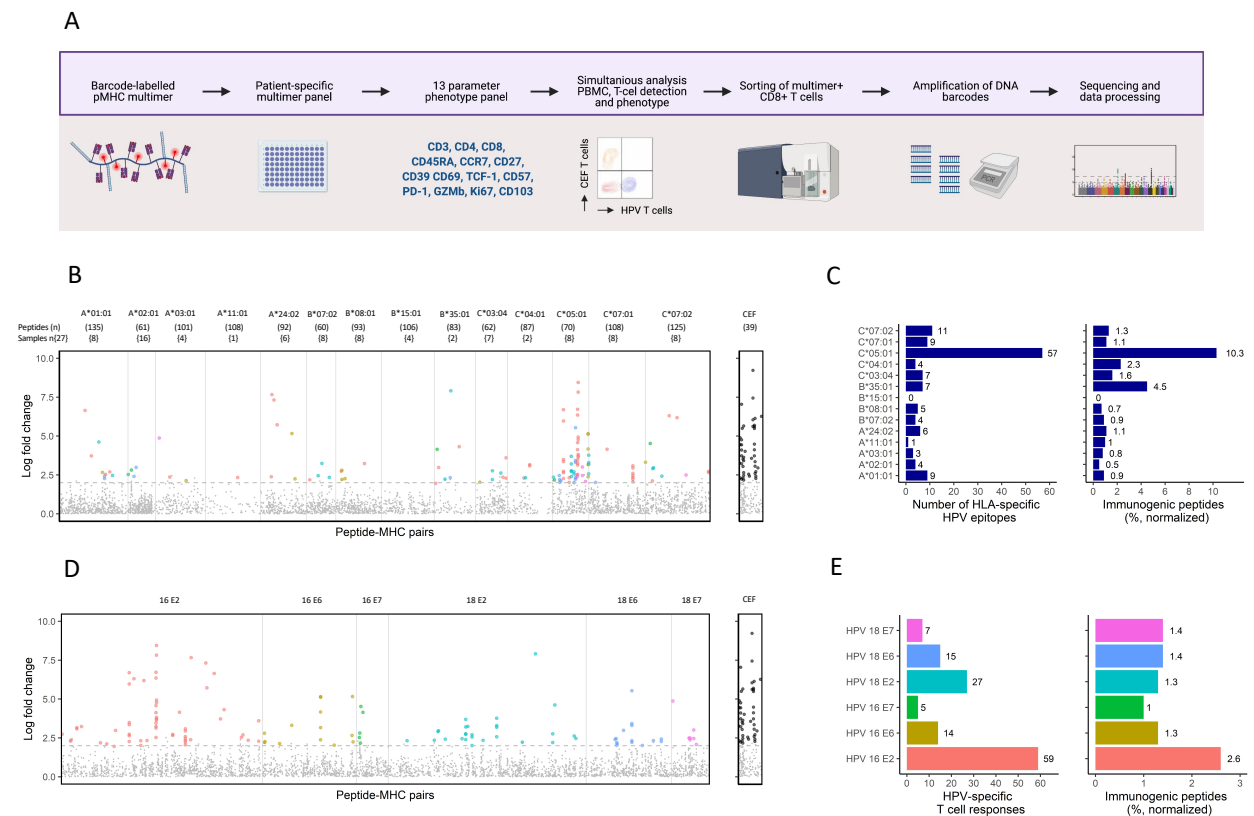 A
Barcode-labelled
pMHC multimer
Patient-specific
multimer panel
13 parameter
phenotype panel
Simultanious analysis
PBMC, T-cell detection
and phenotype
Sorting of multimer+
CD8+ T cells
Amplification of DNA
barcodes
Sequencing and
data processing
CD3, CD4, CD8,
CD45RA, CCR7, CD27,
CD39 CD69, TCF-1, CD57,
PD-1, GZMb, Ki67, CD103
CEF T cells
HPV T cells
PCR
B
A*01:01 A*02:01 A*03:01 A*11:01 A*24:02 B*07:02 B*08:01 B*15:01 B*35:01 C*03:04 C*04:01 C*05:01 C*07:01 C*07:02 CEF
Peptides (n) (135) (61) (101) (108) (92) (60) (93) (106) (83) (62) (87) (70) (108) (125) (39)
Samples n(27) (8) (16) (4) (1) (6) (8) (8) (4) (2) (7) (2) (8) (8) (8)
10.0
7.5
5.0
2.5
0.0
Log fold change
Peptide-MHC pairs
C
C*07:02 11 1.3
C*07:01 9 1.1
C*05:01 57 10.3
C*04:01 4 2.3
C*03:04 7 1.6
B*35:01 7 4.5
B*15:01 0 0
B*08:01 5 0.7
B*07:02 4 0.9
A*24:02 6 1.1
A*11:01 1 1
A*03:01 3 0.8
A*02:01 4 0.5
A*01:01 9 0.9
0 10 20 30 40 50 60 0 2 4 6 8 10
Number of HLA-specific
HPV epitopes
Immunogenic peptides
(%, normalized)
D
16 E2 16 E6 16 E7 18 E2 18 E6 18 E7 CEF
10.0
7.5
5.0
2.5
0.0
Log fold change
Peptide-MHC pairs
E
HPV 18 E7 7 1.4
HPV 18 E6 15 1.4
HPV 18 E2 27 1.3
HPV 16 E7 5 1
HPV 16 E6 14 1.3
HPV 16 E2 59 2.6
0 10 20 30 40 50 60 0 1 2 3
HPV-specific
T cell responses
Immunogenic peptides
(%, normalized)